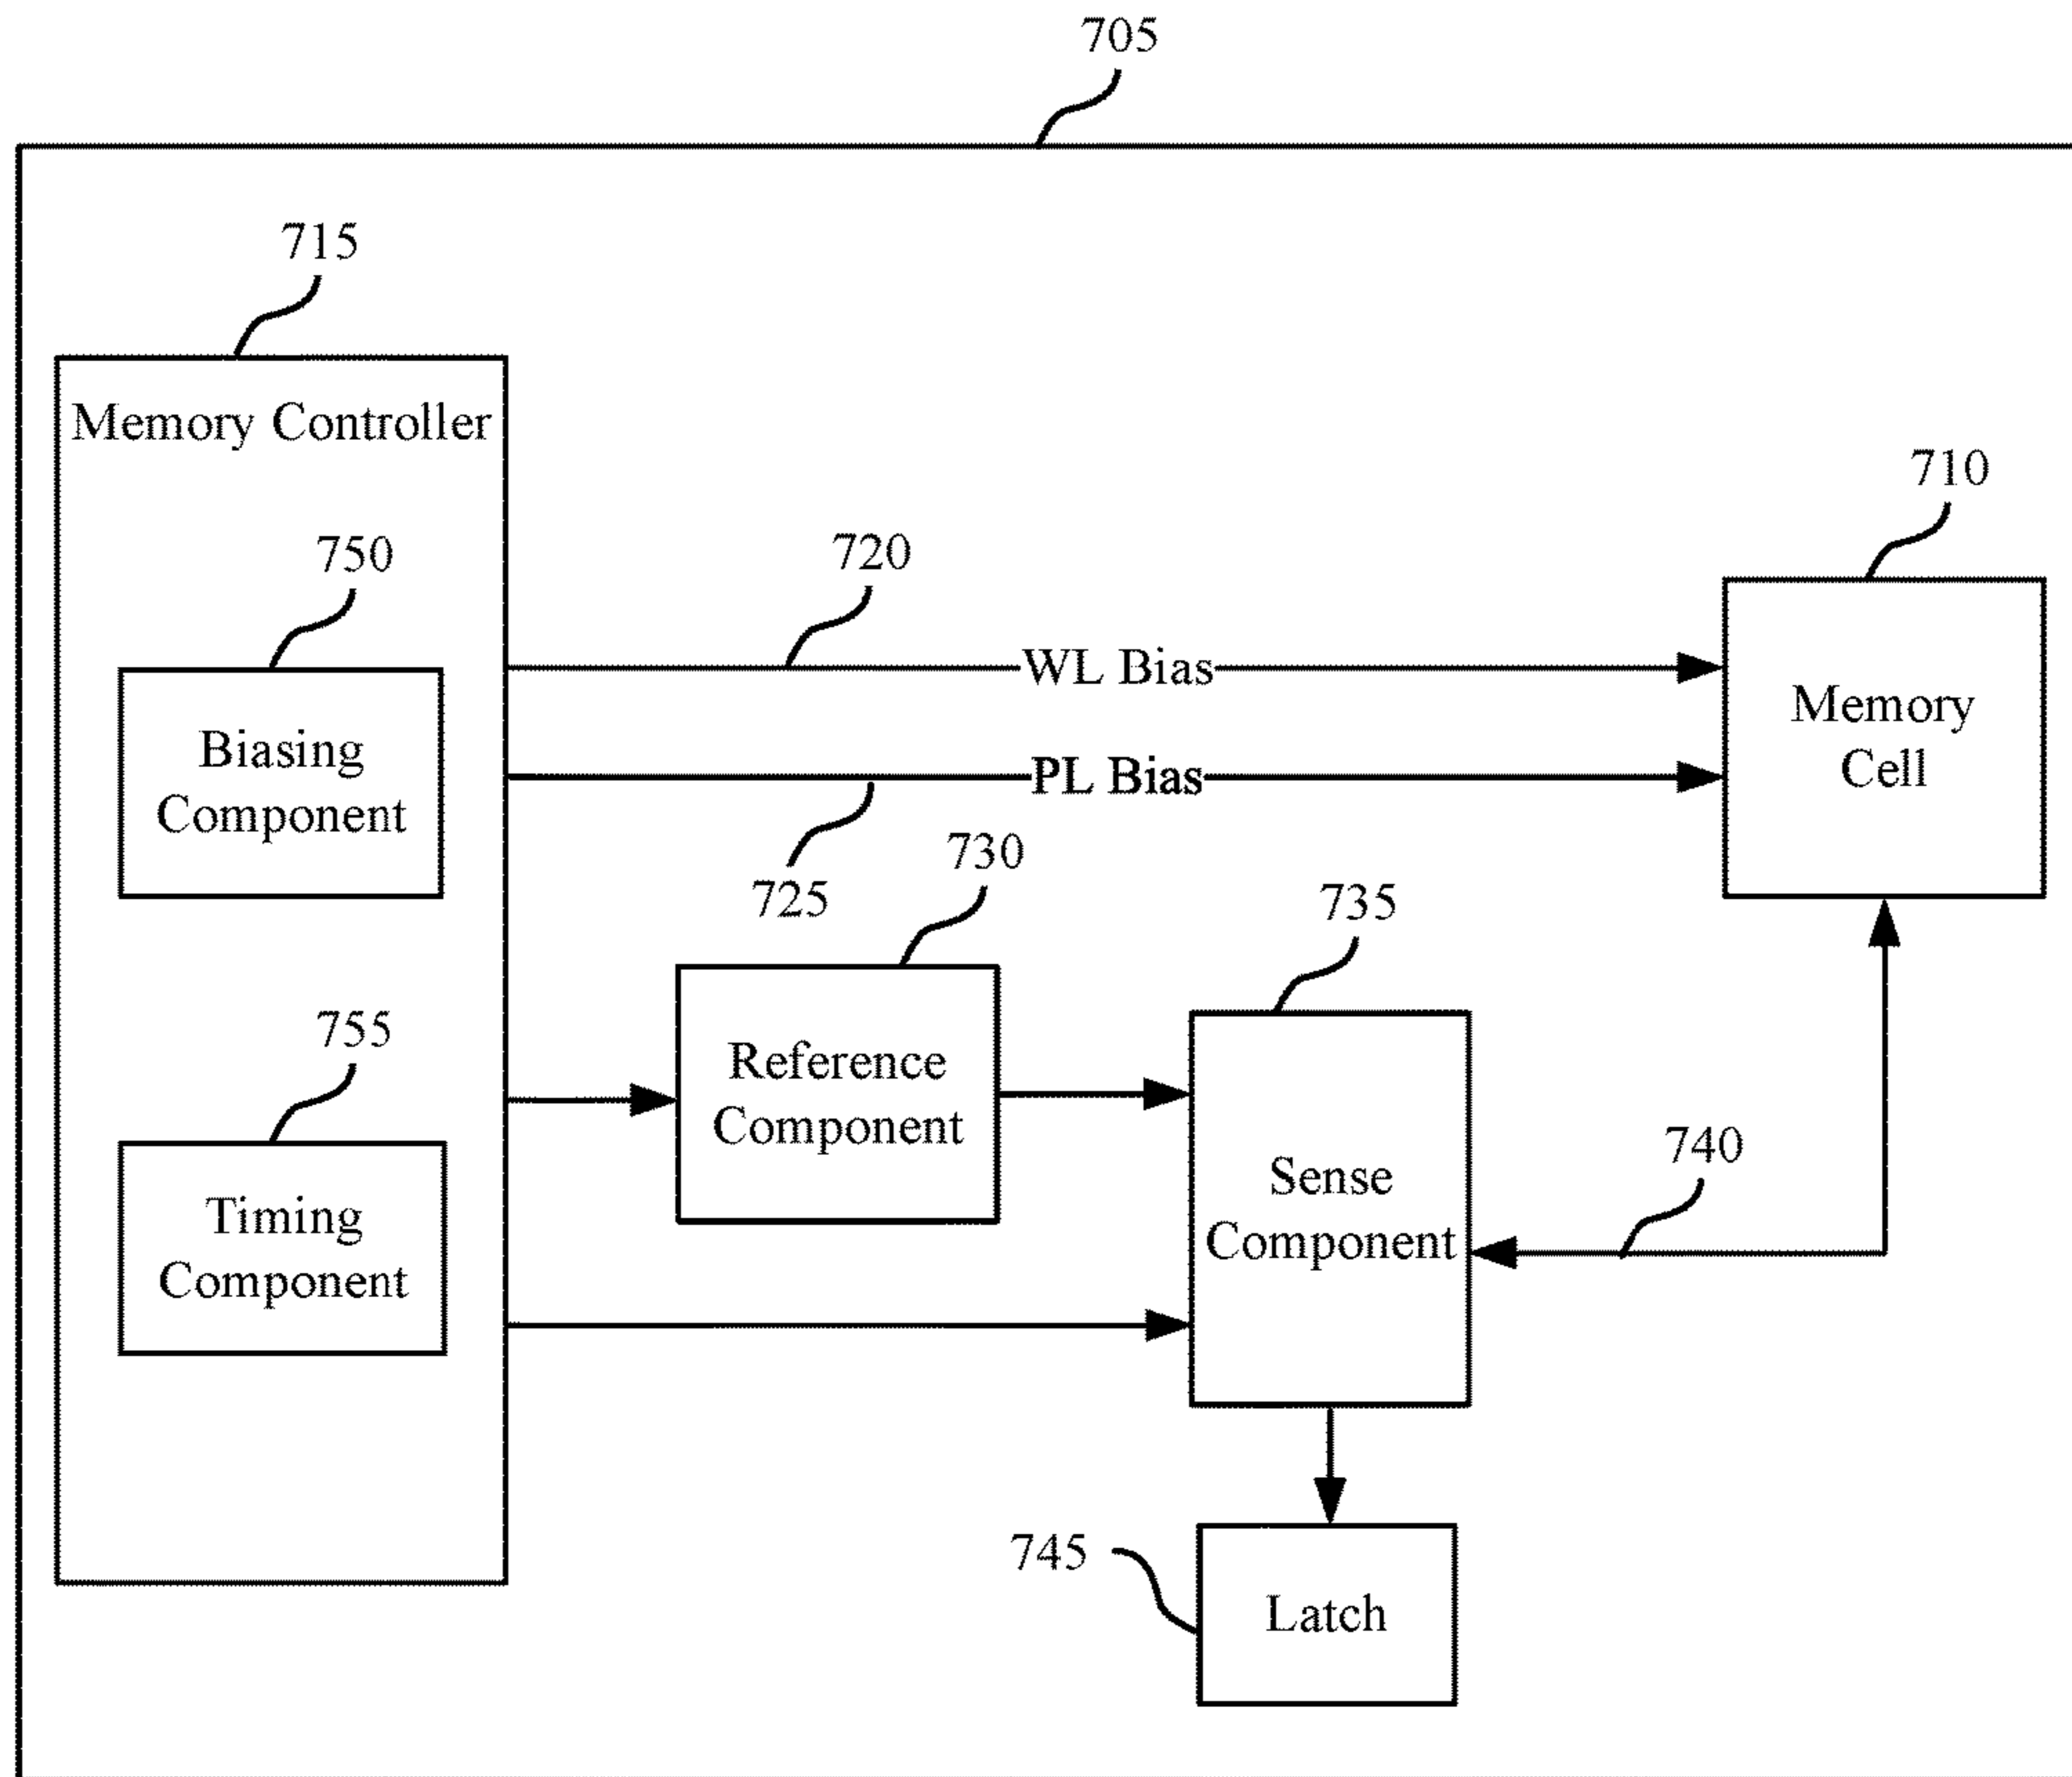 705
715
Memory Controller
710
750
720
WL Bias
Memory
Cell
Biasing
Component
PL Bias
725
730
735
755
Reference
Component
740
Sense
Component
Timing
Component
745
Latch